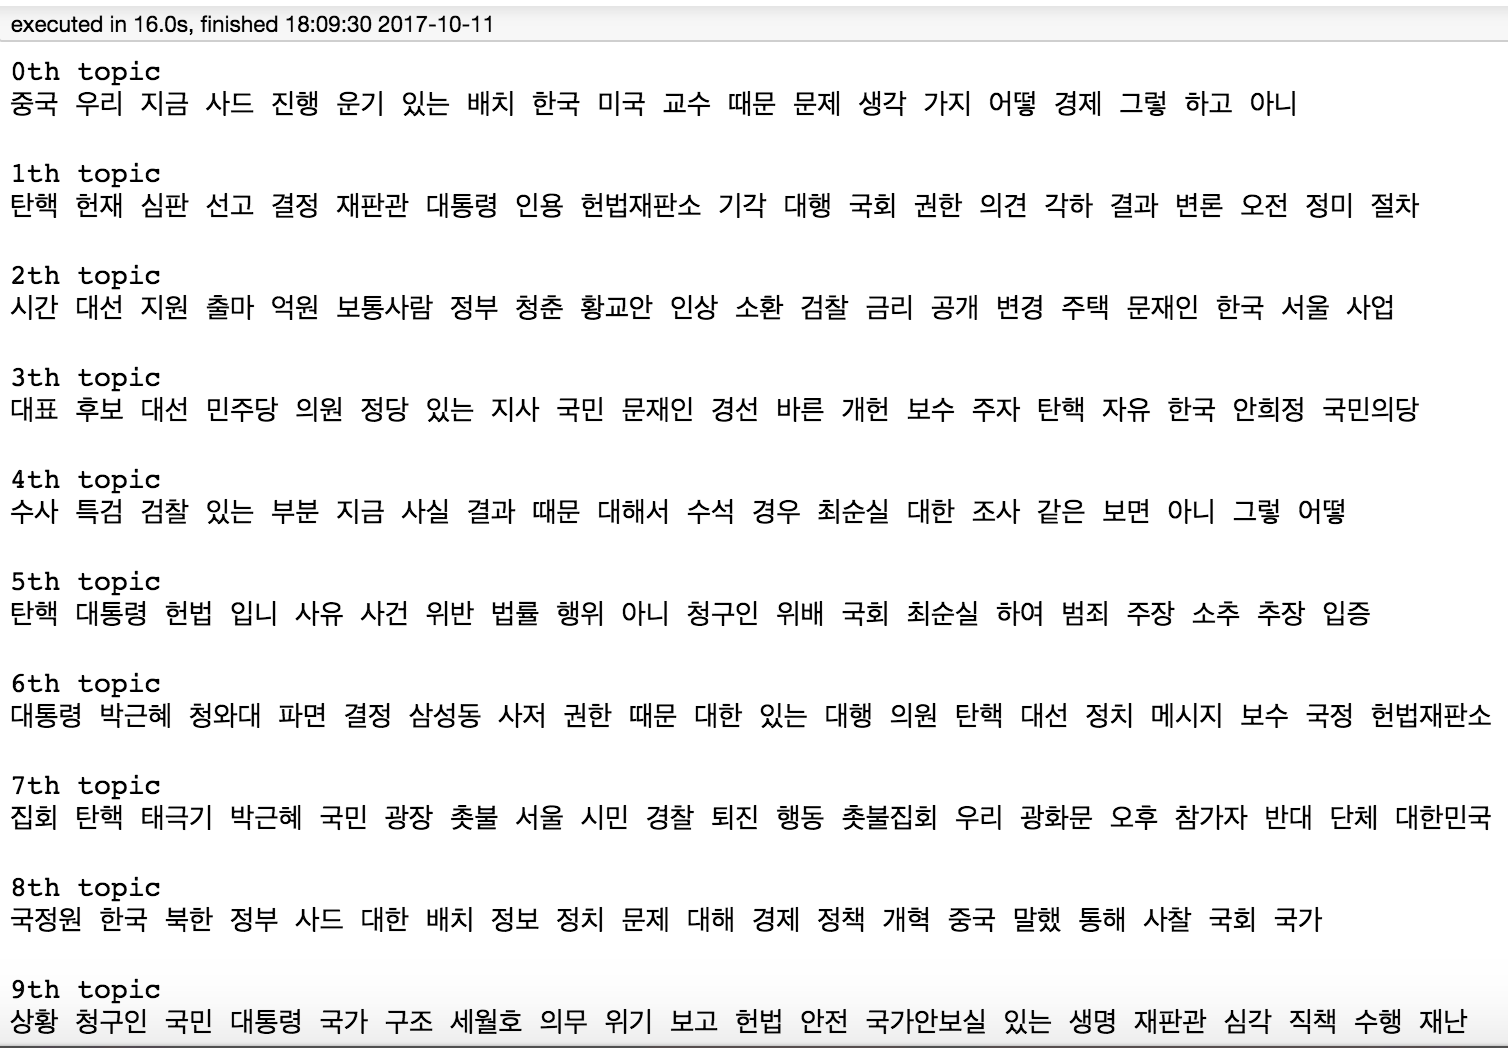 executed in 16.0s, finished 18:09:30 2017-10-11
0th topic
중국 우리 지금 사드 진행 운기 있는 배치 한국 미국 교수 때문 문제 생각 가지 어떻 경제 그렇 하고 아니
1th topic
탄핵 헌재 심판 선고 결정 재판관 대통령 인용 헌법재판소 기각 대행 국회 권한 의견 각하 결과 변론 오전 정미 절차
2th topic
시간 대선 지원 출마 억원 보통사람 정부 청춘 황교안 인상 소환 검찰 금리 공개 변경 주택 문재인 한국 서울 사업
3th topic
대표 후보 대선 민주당 의원 정당 있는 지사 국민 문재인 경선 바른 개헌 보수 주자 탄핵 자유 한국 안희정 국민의당
4th topic
수사 특검 검찰 있는 부분 지금 사실 결과 때문 대해서 수석 경우 최순실 대한 조사 같은 보면 아니 그렇 어떻
5th topic
탄핵 대통령 헌법 입니 사유 사건 위반 법률 행위 아니 청구인 위배 국회 최순실 하여 범죄 주장 소추 추장 입증
6th topic
대통령 박근혜 청와대 파면 결정 삼성동 사저 권한 때문 대한 있는 대행 의원 탄핵 대선 정치 메시지 보수 국정 헌법재판소
7th topic
집회 탄핵 태극기 박근혜 국민 광장 촛불 서울 시민 경찰 퇴진 행동 촛불집회 우리 광화문 오후 참가자 반대 단체 대한민국
8th topic
국정원 한국 북한 정부 사드 대한 배치 정보 정치 문제 대해 경제 정책 개혁 중국 말했 통해 사찰 국회 국가
9th topic
상황 청구인 국민 대통령 국가 구조 세월호 의무 위기 보고 헌법 안전 국가안보실 있는 생명 재판관 심각 직책 수행 재난